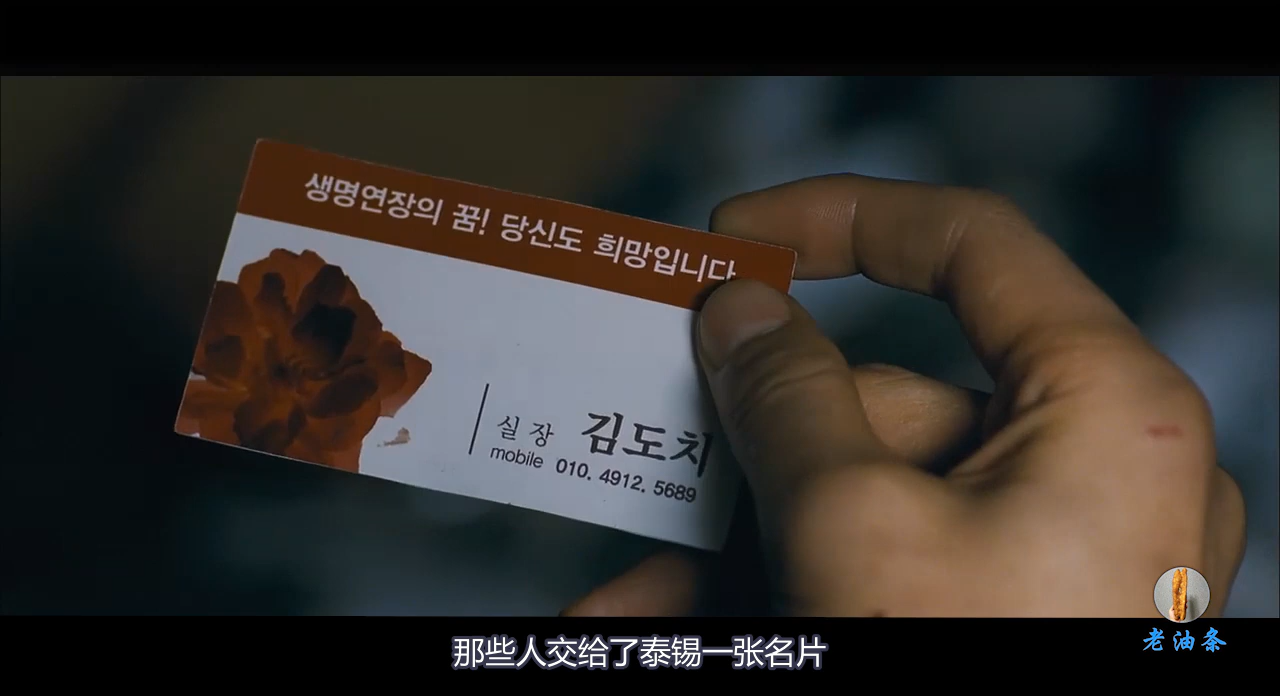 생명연장의 꿈! 당신도 희망입니다
실 장 김도치
mobile 010. 4912. 5689
老油条
那些人交给了泰锡一张名片